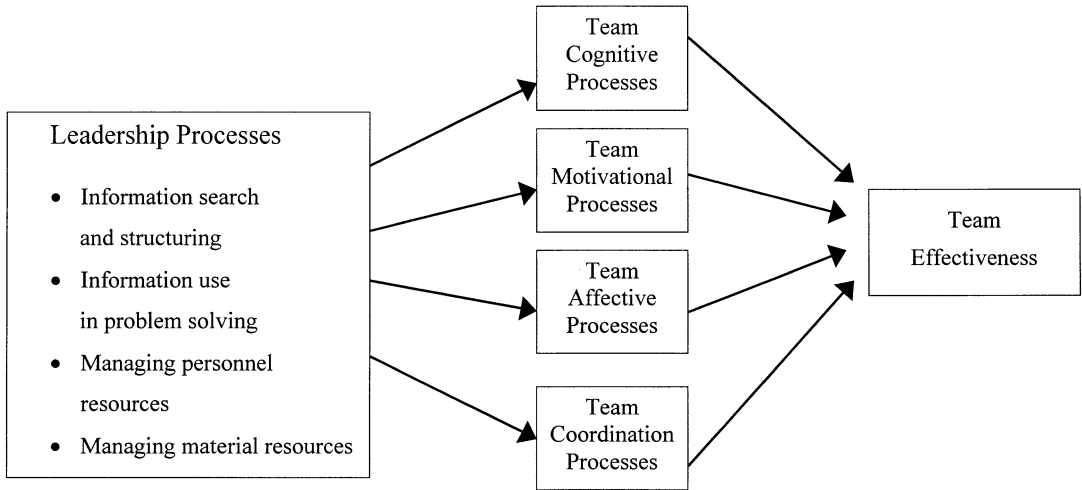 Leadership Processes
• Information search
and structuring
• Information use
in problem solving
• Managing personnel
resources
• Managing material resources
Team
Cognitive
Processes
Team
Motivational
Processes
Team
Affective
Processes
Team
Coordination
Processes
Team
Effectiveness